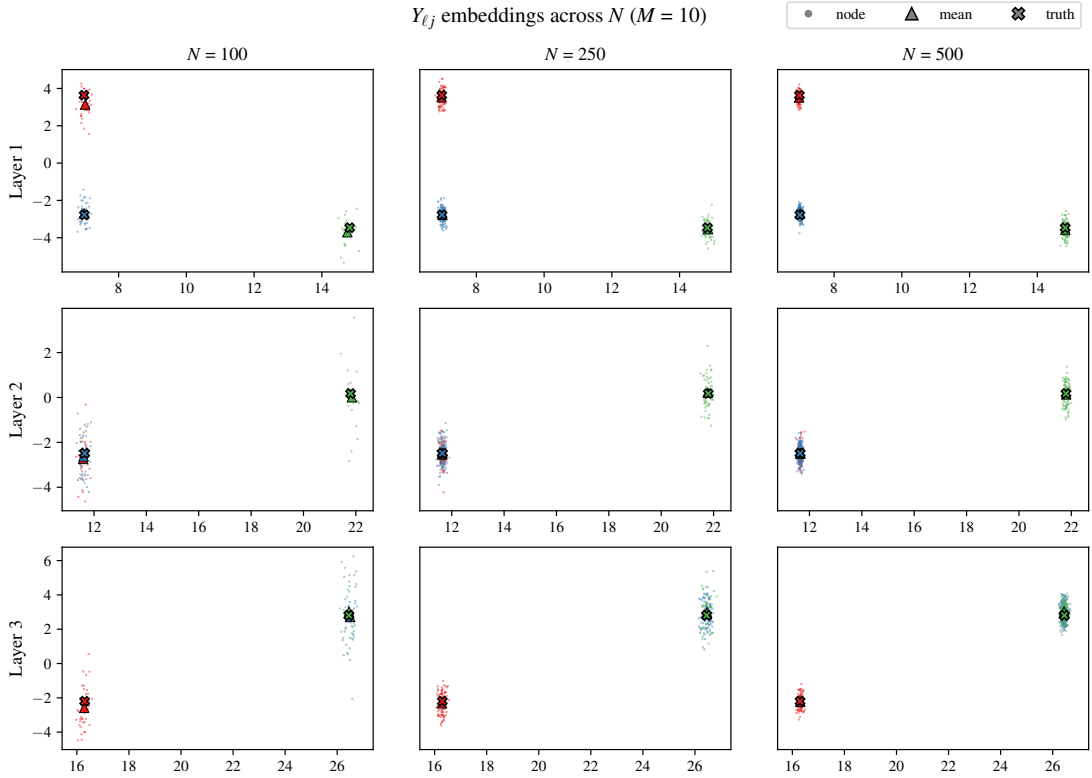 Y_{ℓj} embeddings across N (M = 10)
node mean truth
N = 100 N = 250 N = 500
Layer 1
4
2
0
−2
−4
8 10 12 14
8 10 12 14
8 10 12 14
Layer 2
2
0
−2
−4
12 14 16 18 20 22
12 14 16 18 20 22
12 14 16 18 20 22
Layer 3
6
4
2
0
−2
−4
16 18 20 22 24 26
16 18 20 22 24 26
16 18 20 22 24 26